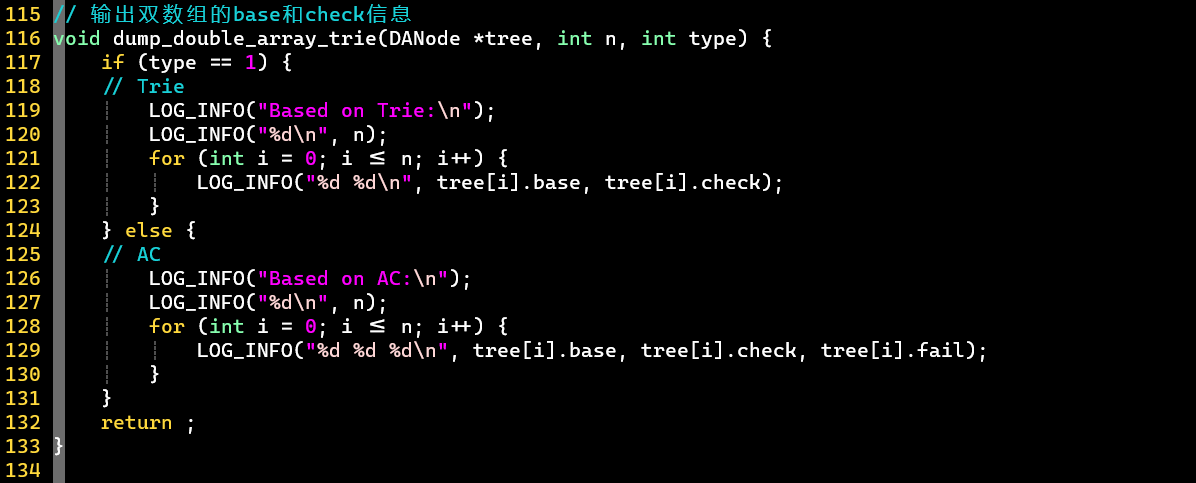 115 // 输出双数组的base和check信息
116 void dump_double_array_trie(DANode *tree, int n, int type) {
117     if (type == 1) {
118     // Trie
119         LOG_INFO("Based on Trie:\n");
120         LOG_INFO("%d\n", n);
121         for (int i = 0; i ≤ n; i++) {
122             LOG_INFO("%d %d\n", tree[i].base, tree[i].check);
123         }
124     } else {
125     // AC
126         LOG_INFO("Based on AC:\n");
127         LOG_INFO("%d\n", n);
128         for (int i = 0; i ≤ n; i++) {
129             LOG_INFO("%d %d %d\n", tree[i].base, tree[i].check, tree[i].fail);
130         }
131     }
132     return ;
133 }
134